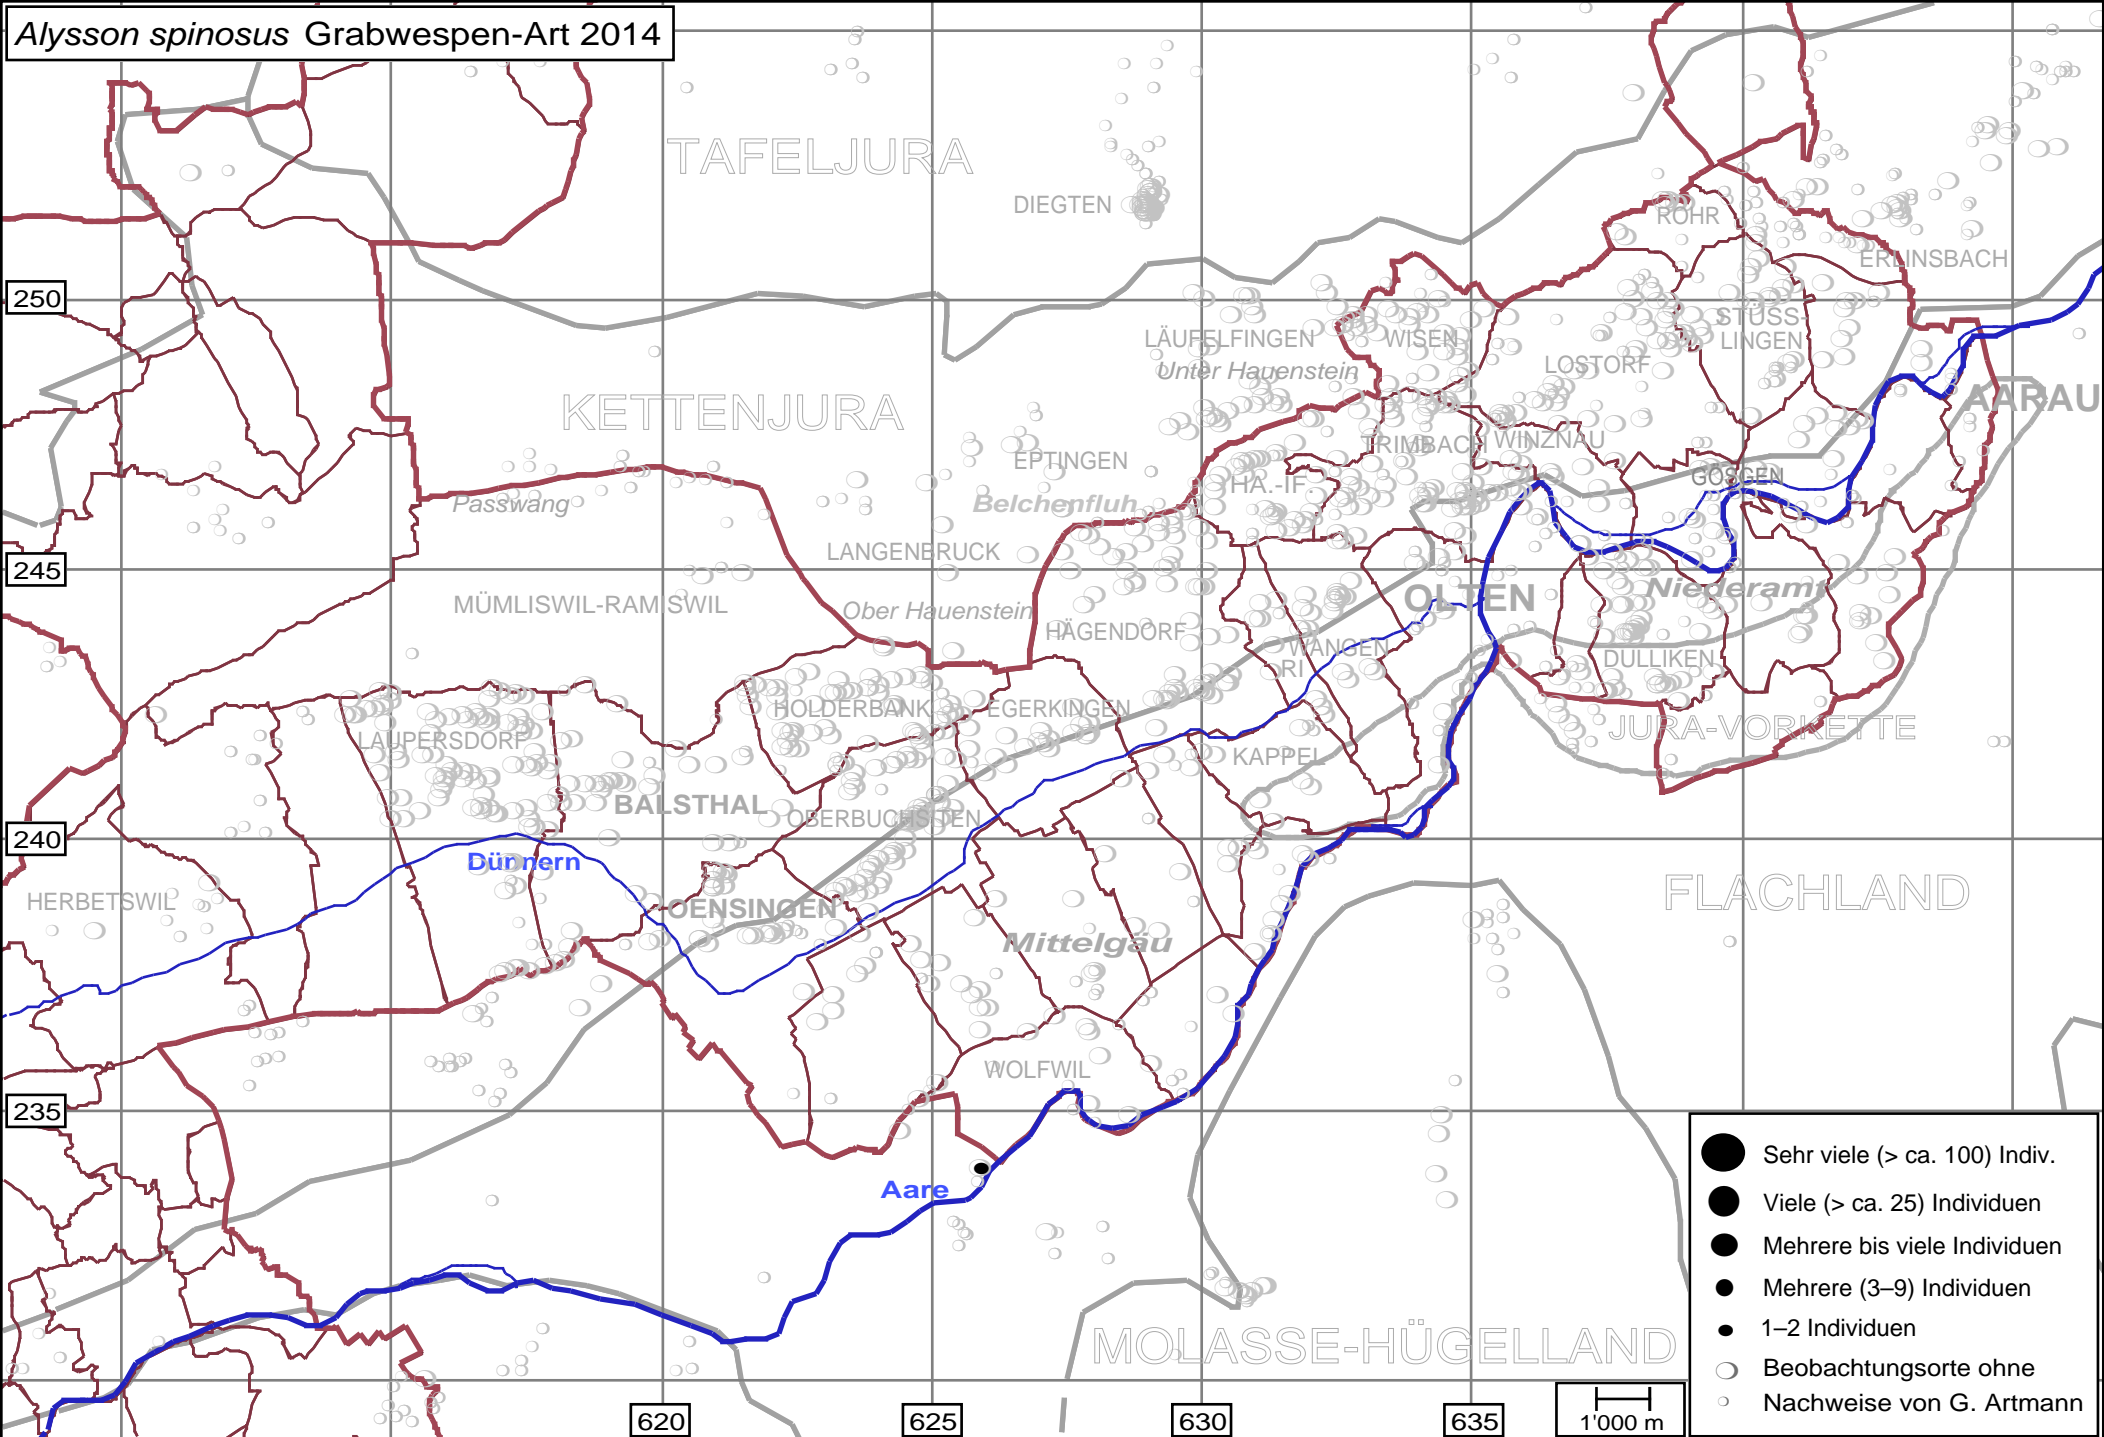 Alysson spinosus Grabwespen-Art 2014
TAFELJURA
DIEGTEN
ROHR
ERLINSBACH
250
STÜSS-
LINGEN
LÄUFELFINGEN
WISEN
Unter Hauenstein
LOSTORF
KETTENJURA
AARAU
TRIMBACH
WINZNAU
EPTINGEN
GÖSGEN
HA.-IF.
Passwang
Belchenfluh
LANGENBRUCK
245
MÜMLISWIL-RAMISWIL
Niederamt
OLTEN
Ober Hauenstein
HÄGENDORF
WANGEN
RI
DULLIKEN
HOLDERBANK
EGERKINGEN
JURA-VORKETTE
LAUPERSDORF
KAPPEL
BALSTHAL
OBERBUCHSITEN
240
Dünnern
HERBETSWIL
FLACHLAND
OENSINGEN
Mittelgäu
WOLFWIL
235
Aare
MOLASSE-HÜGELLAND
Sehr viele (> ca. 100) Indiv.
Viele (> ca. 25) Individuen
Mehrere bis viele Individuen
Mehrere (3–9) Individuen
1–2 Individuen
Beobachtungsorte ohne
Nachweise von G. Artmann
620
625
630
635
1'000 m